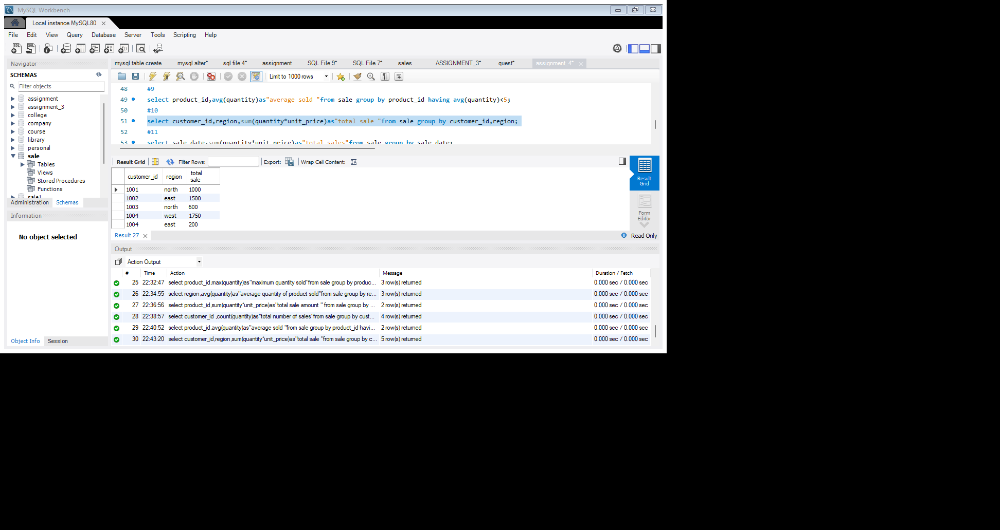 MySQL Workbench
Local instance MySQL80
File Edit View Query Database Server Tools Scripting Help
Navigator
SCHEMAS
Filter objects
assignment
assignment_3
college
company
course
library
personal
sale
Tables
Views
Stored Procedures
Functions
sale1
Administration Schemas
Information
No object selected
Object Info Session
mysql table create mysql alter* sql file 4* assignment SQL File 9* SQL File 7* sales ASSIGNMENT_3* quest* assignment_4*
Limit to 1000 rows
48 #9
49 select product_id,avg(quantity)as"average sold "from sale group by product_id having avg(quantity)<5;
50 #10
51 select customer_id,region,sum(quantity*unit_price)as"total sale "from sale group by customer_id,region;
52 #11
53 select sale_date,sum(quantity*unit_price)as"total sales"from sale group by sale_date;
Result Grid Filter Rows: Export: Wrap Cell Content:
customer_id region total sale
1001 north 1000
1002 east 1500
1003 north 600
1004 west 1750
1004 east 200
Result Grid
Form Editor
Result 27 Read Only
Output
Action Output
# Time Action Message Duration / Fetch
25 22:32:47 select product_id,max(quantity)as"maximum quantity sold"from sale group by produc... 3 row(s) returned 0.000 sec / 0.000 sec
26 22:34:55 select region,avg(quantity)as"average quantity of product sold"from sale group by re... 3 row(s) returned 0.000 sec / 0.000 sec
27 22:36:56 select product_id,sum(quantity*unit_price)as"total sale amount " from sale group by ... 2 row(s) returned 0.000 sec / 0.000 sec
28 22:38:57 select customer_id ,count(quantity)as"total number of sales"from sale group by cust... 4 row(s) returned 0.000 sec / 0.000 sec
29 22:40:52 select product_id,avg(quantity)as"average sold "from sale group by product_id havi... 2 row(s) returned 0.000 sec / 0.000 sec
30 22:43:20 select customer_id,region,sum(quantity*unit_price)as"total sale "from sale group by c... 5 row(s) returned 0.000 sec / 0.000 sec